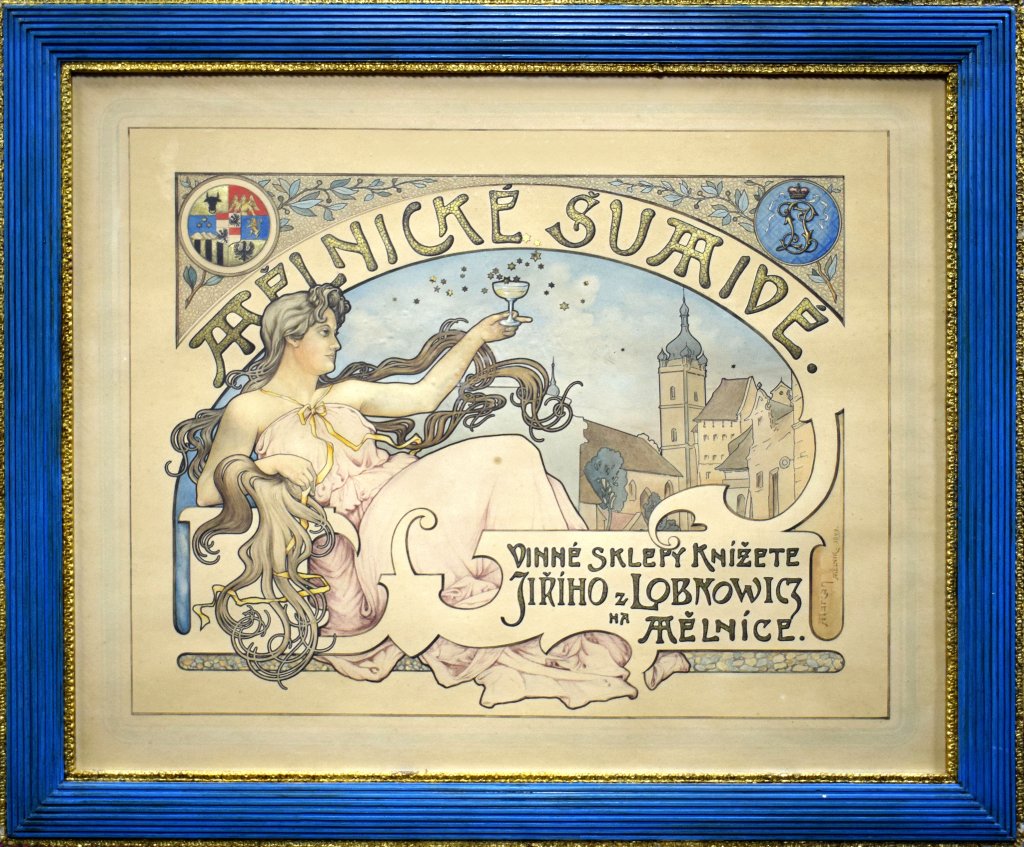 MĚLNICKÉ ŠUMIVÉ.
VINNÉ SKLEPY KNÍŽETE
JIŘÍHO z LOBKOWICZ
NA
MĚLNÍCE.